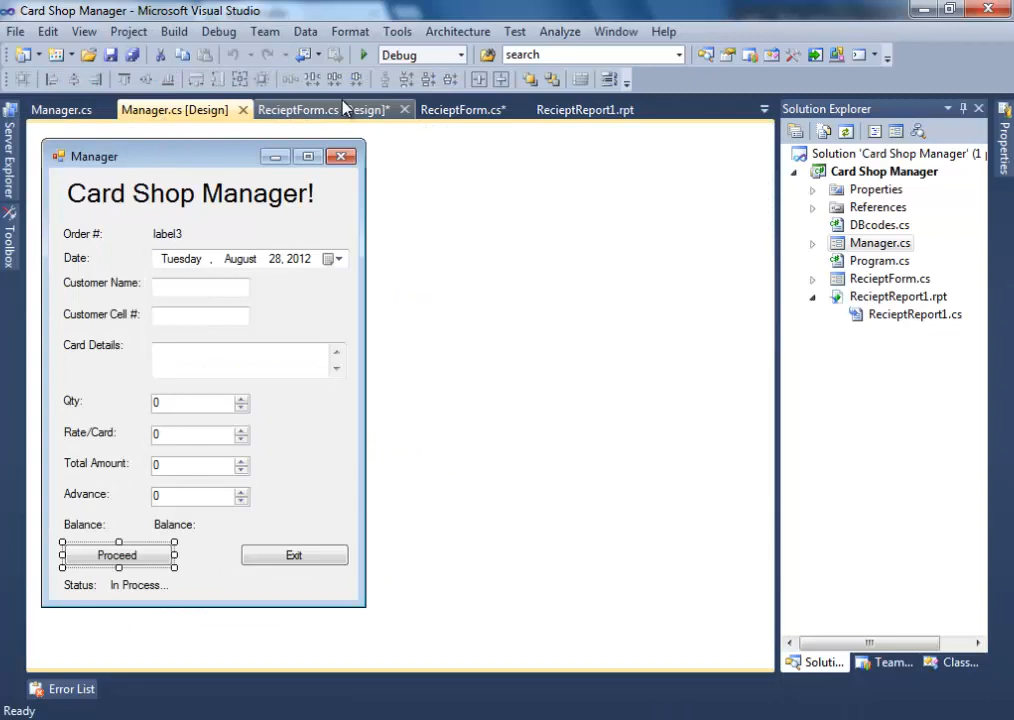 Card Shop Manager - Microsoft Visual Studio
File Edit View Project Build Debug Team Data Format Tools Architecture Test Analyze Window Help
Debug search
Manager.cs Manager.cs [Design] RecieptForm.cs [Design]* RecieptForm.cs* RecieptReport1.rpt
Server Explorer
Toolbox
Manager
Card Shop Manager!
Order #: label3
Date: Tuesday , August 28, 2012
Customer Name:
Customer Cell #:
Card Details:
Qty: 0
Rate/Card: 0
Total Amount: 0
Advance: 0
Balance: Balance:
Proceed Exit
Status: In Process...
Solution Explorer
Solution 'Card Shop Manager' (1
Card Shop Manager
Properties
References
DBcodes.cs
Manager.cs
Program.cs
RecieptForm.cs
RecieptReport1.rpt
RecieptReport1.cs
Soluti... Team... Class...
Properties
Error List
Ready